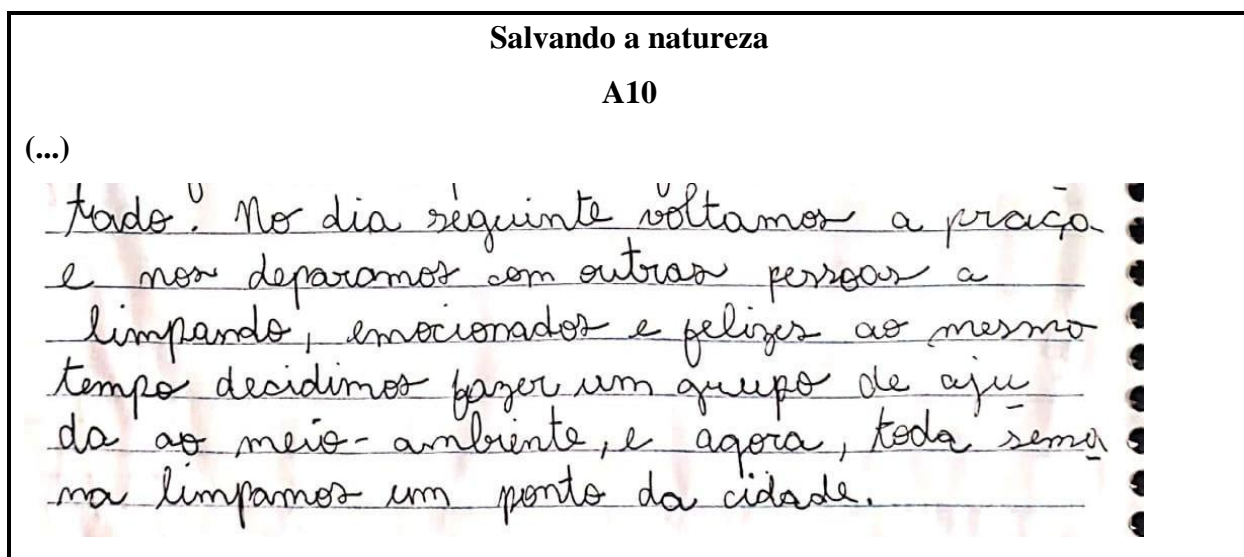 Salvando a natureza
A10
(...)
trado. No dia seguinte voltamos a praça
e nos deparamos com outras pessoas a
limpando, emocionados e felizes ao mesmo
tempo decidimos fazer um grupo de aju
da ao meio-ambiente, e agora, toda sema
na limpamos um ponto da cidade.